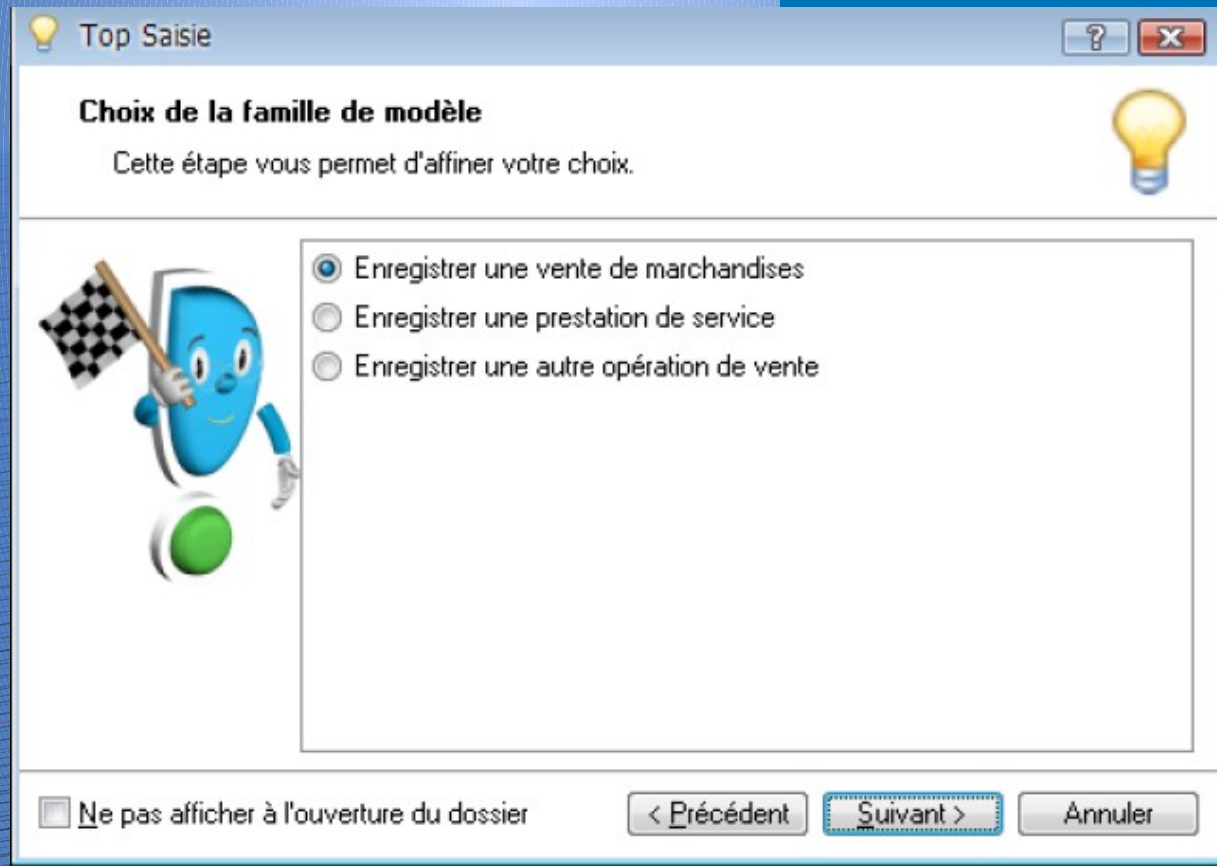 Top Saisie
?
Choix de la famille de modèle
Cette étape vous permet d'affiner votre choix.
Enregistrer une vente de marchandises
Enregistrer une prestation de service
Enregistrer une autre opération de vente
Ne pas afficher à l'ouverture du dossier
< Précédent
Suivant >
Annuler